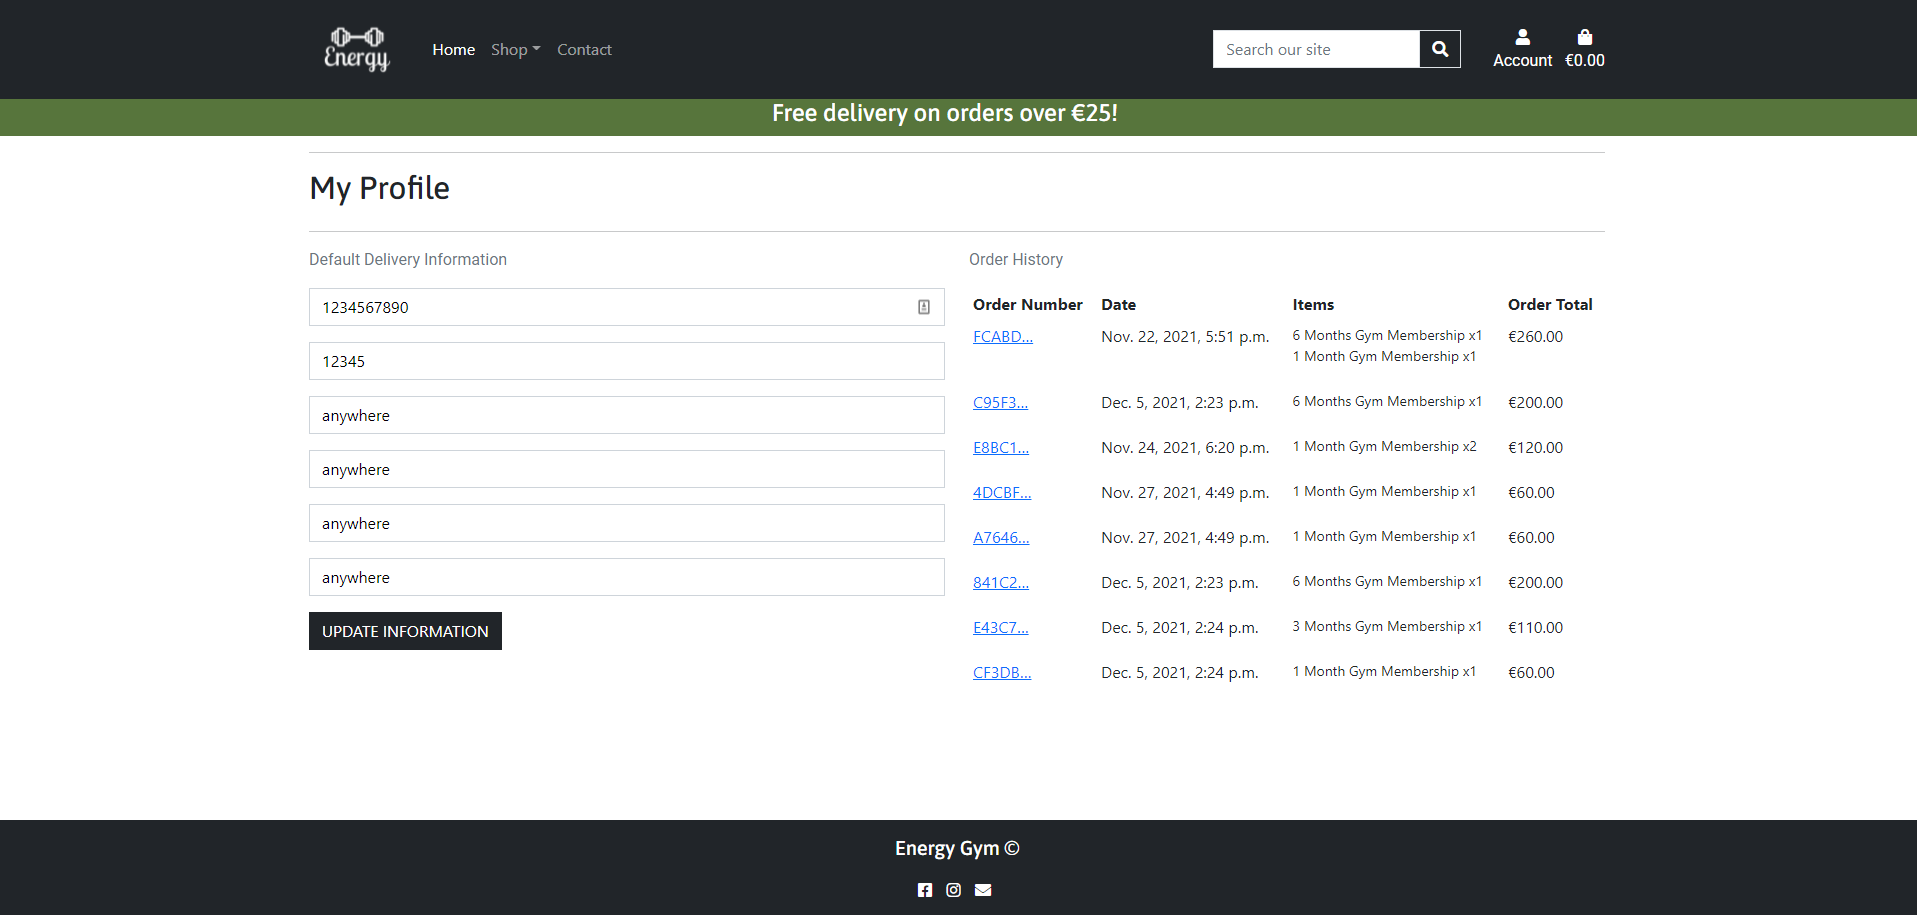 Energy
Home Shop Contact
Search our site
Account €0.00
Free delivery on orders over €25!
My Profile
Default Delivery Information
1234567890
12345
anywhere
anywhere
anywhere
anywhere
UPDATE INFORMATION
Order History
Order Number Date Items Order Total
FCABD... Nov. 22, 2021, 5:51 p.m. 6 Months Gym Membership x1 €260.00
1 Month Gym Membership x1
C95F3... Dec. 5, 2021, 2:23 p.m. 6 Months Gym Membership x1 €200.00
E8BC1... Nov. 24, 2021, 6:20 p.m. 1 Month Gym Membership x2 €120.00
4DCBF... Nov. 27, 2021, 4:49 p.m. 1 Month Gym Membership x1 €60.00
A7646... Nov. 27, 2021, 4:49 p.m. 1 Month Gym Membership x1 €60.00
841C2... Dec. 5, 2021, 2:23 p.m. 6 Months Gym Membership x1 €200.00
E43C7... Dec. 5, 2021, 2:24 p.m. 3 Months Gym Membership x1 €110.00
CF3DB... Dec. 5, 2021, 2:24 p.m. 1 Month Gym Membership x1 €60.00
Energy Gym ©